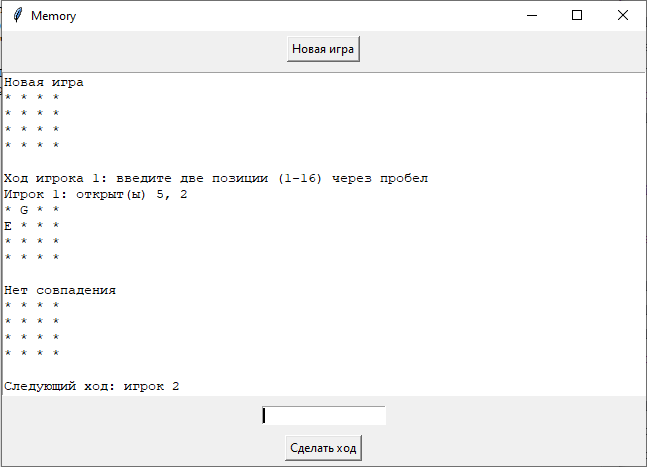 Memory
Новая игра
Новая игра
* * * *
* * * *
* * * *
* * * *
Ход игрока 1: введите две позиции (1-16) через пробел
Игрок 1: открыт(ы) 5, 2
* G * *
E * * *
* * * *
* * * *
Нет совпадения
* * * *
* * * *
* * * *
* * * *
Следующий ход: игрок 2
Сделать ход